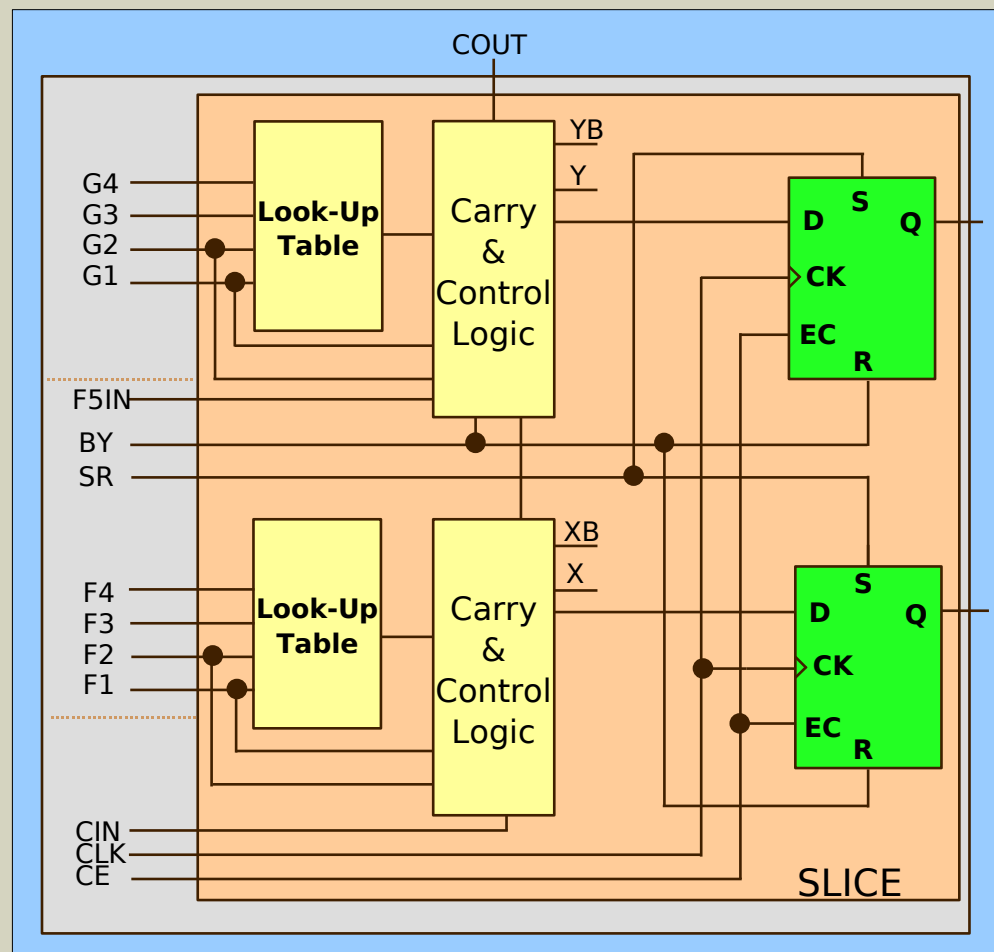 COUT
G4
G3
G2
G1
Look-Up
Table
Carry
&
Control
Logic
YB
Y
S
D
Q
CK
EC
R
F5IN
BY
SR
F4
F3
F2
F1
Look-Up
Table
Carry
&
Control
Logic
XB
X
S
D
Q
CK
EC
R
CIN
CLK
CE
SLICE